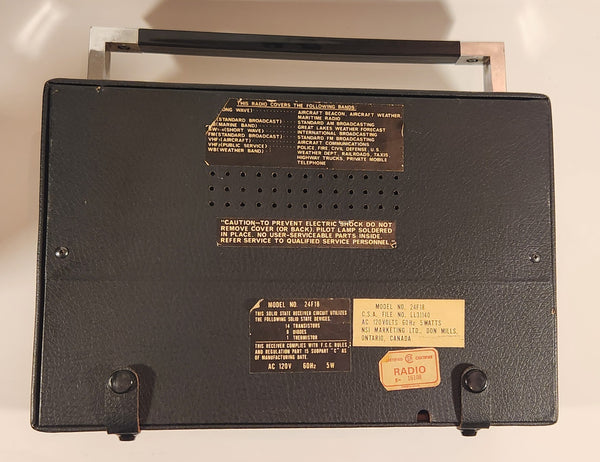 THIS RADIO COVERS THE FOLLOWING BANDS:
ONG WAVE) AIRCRAFT BEACON, AIRCRAFT WEATHER,
MARITIME RADIO
(STANDARD BROADCAST) STANDARD AM BROADCASTING
(MARINE BAND) GREAT LAKES WEATHER FORECAST
(SHORT WAVE) INTERNATIONAL BROADCASTING
FM(STANDARD BROADCAST) STANDARD FM BROADCASTING
(AIRCRAFT) AIRCRAFT COMMUNICATIONS
(PUBLIC SERVICE) POLICE, FIRE, CIVIL DEFENSE, U.S.
WB(WEATHER BAND) WEATHER DEPT., RAILROADS, TAXIS,
HIGHWAY TRUCKS, PRIVATE MOBILE
TELEPHONE
"CAUTION—TO PREVENT ELECTRIC SHOCK DO NOT
REMOVE COVER (OR BACK). PILOT LAMP SOLDERED
IN PLACE. NO USER-SERVICEABLE PARTS INSIDE.
REFER SERVICE TO QUALIFIED SERVICE PERSONNEL."
MODEL NO. 24F18
THIS SOLID STATE RECEIVER CIRCUIT UTILIZES
THE FOLLOWING SOLID STATE DEVICES.
14 TRANSISTORS
DIODES
1 THERMISTOR
THIS RECEIVER COMPLIES WITH F.C.C. RULES
AND REGULATION PART 15 SUBPART "C" AS
OF MANUFACTURING DATE.
AC 120V 60Hz 5W
MODEL NO. 24F18
C.S.A. FILE NO. LL31140
AC 120VOLTS 60Hz 5WATTS
NSI MARKETING LTD., DON MILLS,
ONTARIO, CANADA
RADIO